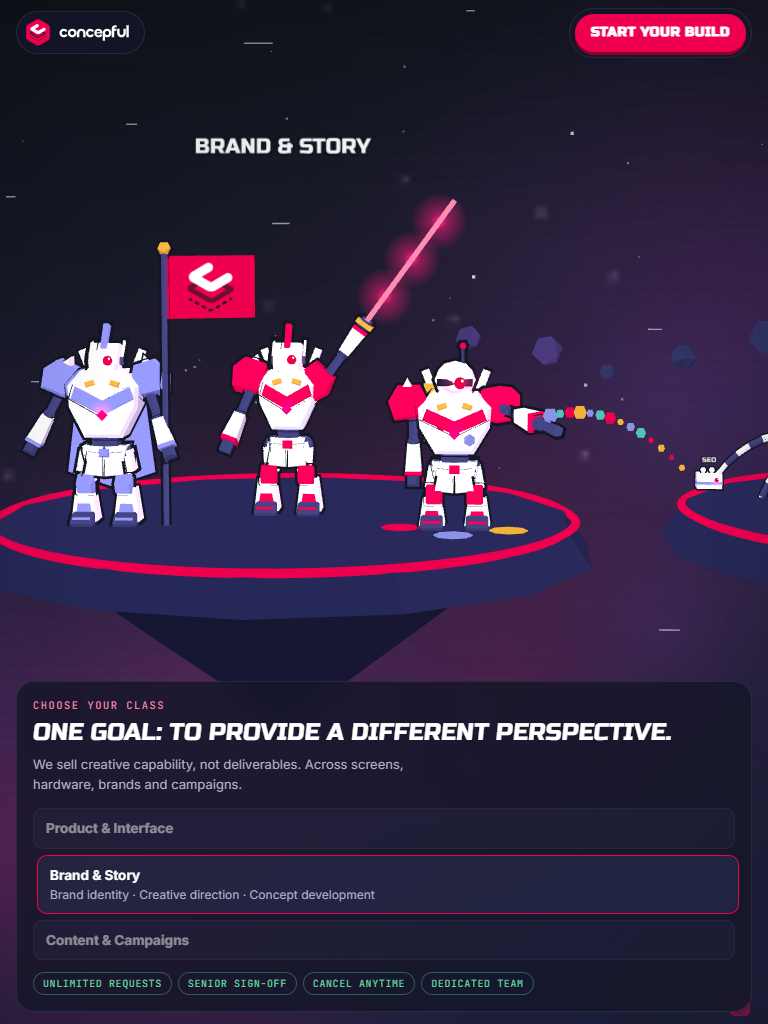 concepful
START YOUR BUILD
BRAND & STORY
SEO
CHOOSE YOUR CLASS
ONE GOAL: TO PROVIDE A DIFFERENT PERSPECTIVE.
We sell creative capability, not deliverables. Across screens,
hardware, brands and campaigns.
Product & Interface
Brand & Story
Brand identity · Creative direction · Concept development
Content & Campaigns
UNLIMITED REQUESTS
SENIOR SIGN-OFF
CANCEL ANYTIME
DEDICATED TEAM